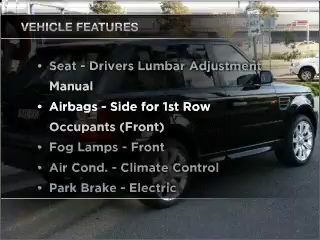 VEHICLE FEATURES
• Seat - Drivers Lumbar Adjustment
Manual
• Airbags - Side for 1st Row
Occupants (Front)
• Fog Lamps - Front
• Air Cond. - Climate Control
• Park Brake - Electric